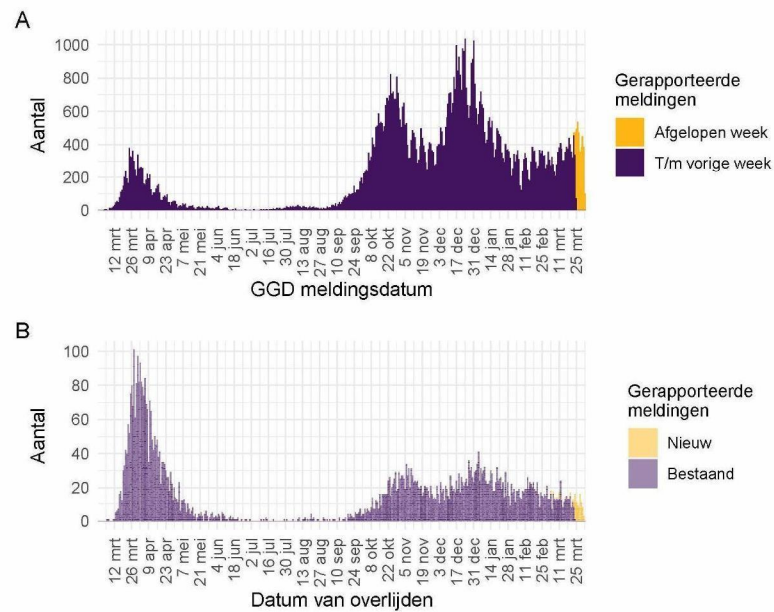 A
1000
800
600
400
200
0
Aantal
12 mrt
26 mrt
9 apr
23 apr
7 mei
21 mei
4 jun
18 jun
2 jul
16 jul
30 jul
13 aug
27 aug
10 sep
24 sep
8 okt
22 okt
5 nov
19 nov
3 dec
17 dec
31 dec
14 jan
28 jan
11 feb
25 feb
11 mrt
25 mrt
GGD meldingsdatum
Gerapporteerde
meldingen
Afgelopen week
T/m vorige week
B
100
80
60
40
20
0
Aantal
12 mrt
26 mrt
9 apr
23 apr
7 mei
21 mei
4 jun
18 jun
2 jul
16 jul
30 jul
13 aug
27 aug
10 sep
24 sep
8 okt
22 okt
5 nov
19 nov
3 dec
17 dec
31 dec
14 jan
28 jan
11 feb
25 feb
11 mrt
25 mrt
Datum van overlijden
Gerapporteerde
meldingen
Nieuw
Bestaand